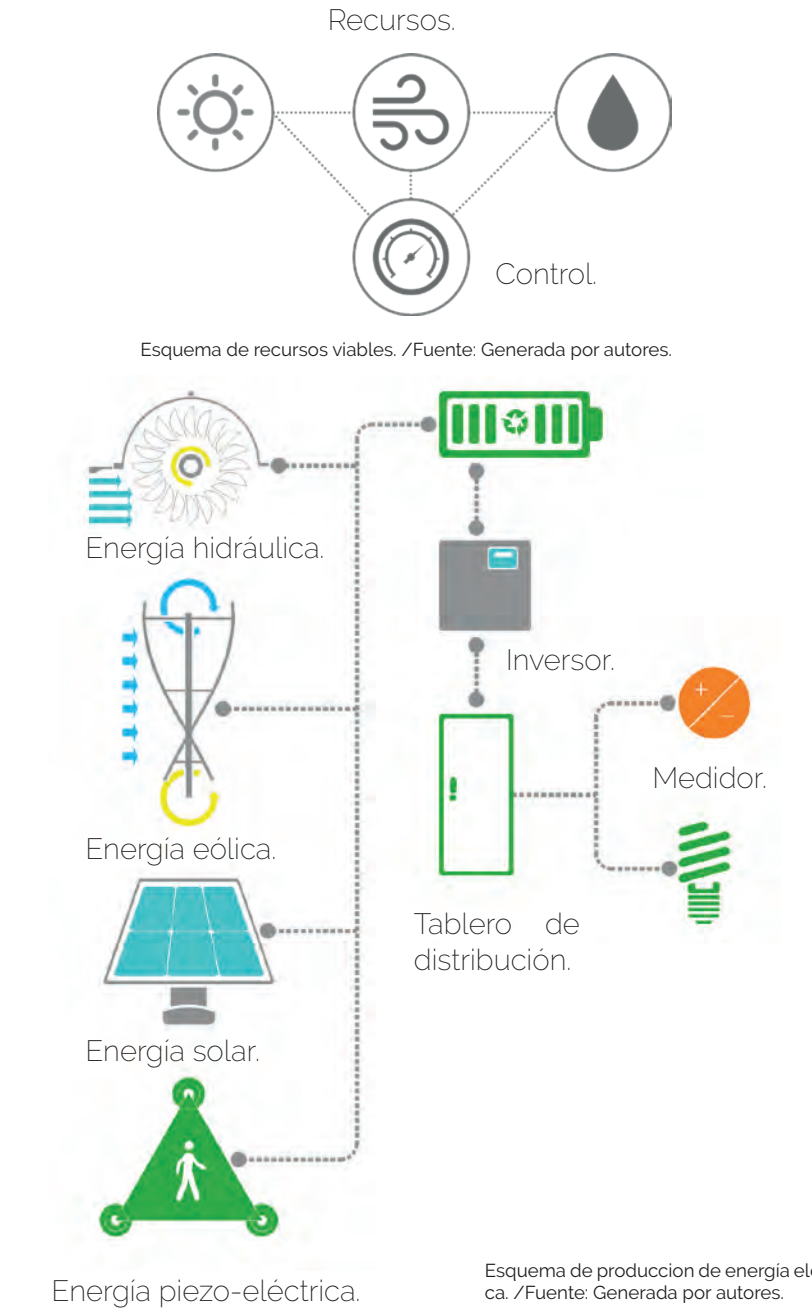 Recursos.
Control.
Esquema de recursos viables. /Fuente: Generada por autores.
Energía hidráulica.
Inversor.
Medidor.
Energía eólica.
Tablero de
distribución.
Energía solar.
Energía piezo-eléctrica.
Esquema de produccion de energía elé
ca. /Fuente: Generada por autores.